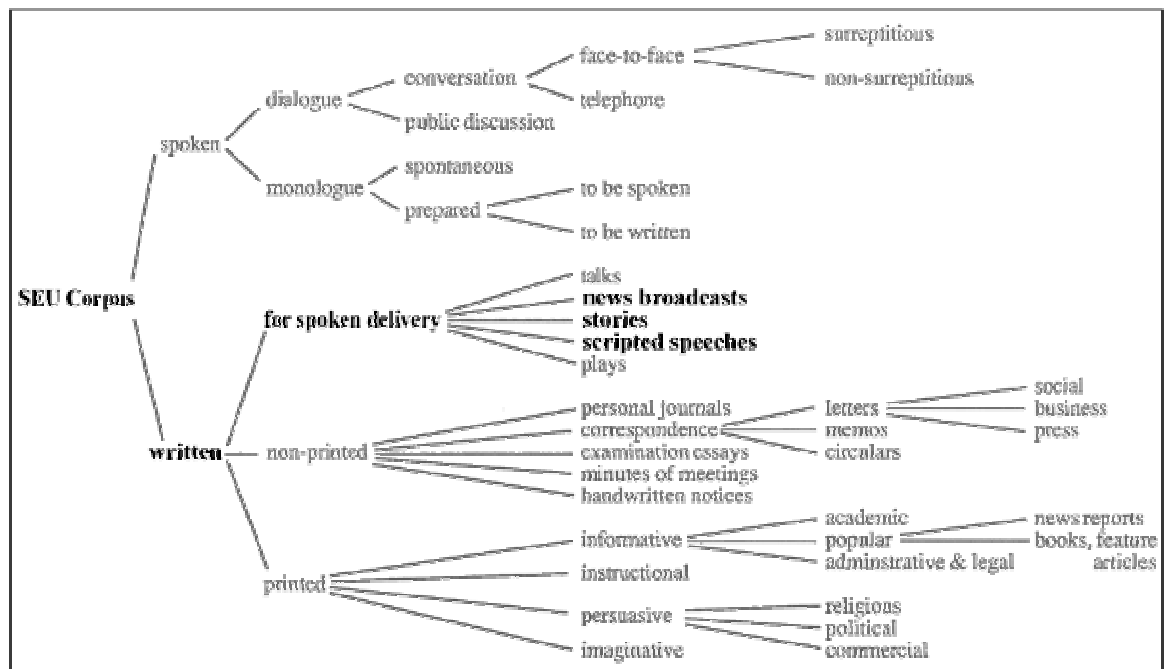 surreptitious
face-to-face
conversation
non-surreptitious
dialogue
telephone
public discussion
spoken
spontaneous
monologue
to be spoken
prepared
to be written
talks
SEU Corpus
news broadcasts
for spoken delivery
stories
scripted speeches
plays
social
personal journals
letters
business
correspondence
memos
press
written
non-printed
examination essays
circulars
minutes of meetings
handwritten notices
academic
news reports
informative
popular
books, feature
adminstrative & legal
articles
printed
instructional
religious
persuasive
political
imaginative
commercial